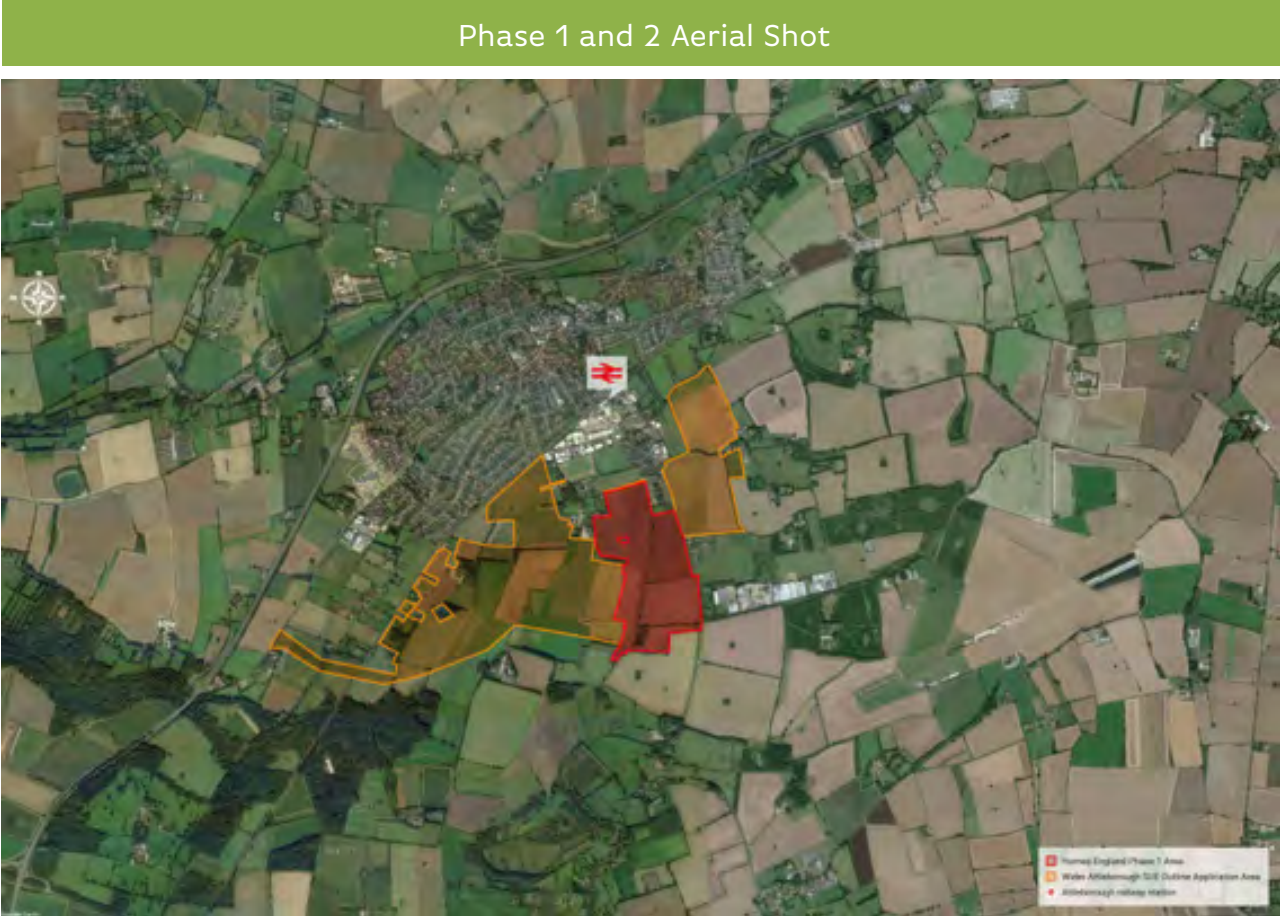 Phase 1 and 2 Aerial Shot
Homes England Phase 1 Area
Wider Attleborough SUE Outline Application Area
Attleborough railway station